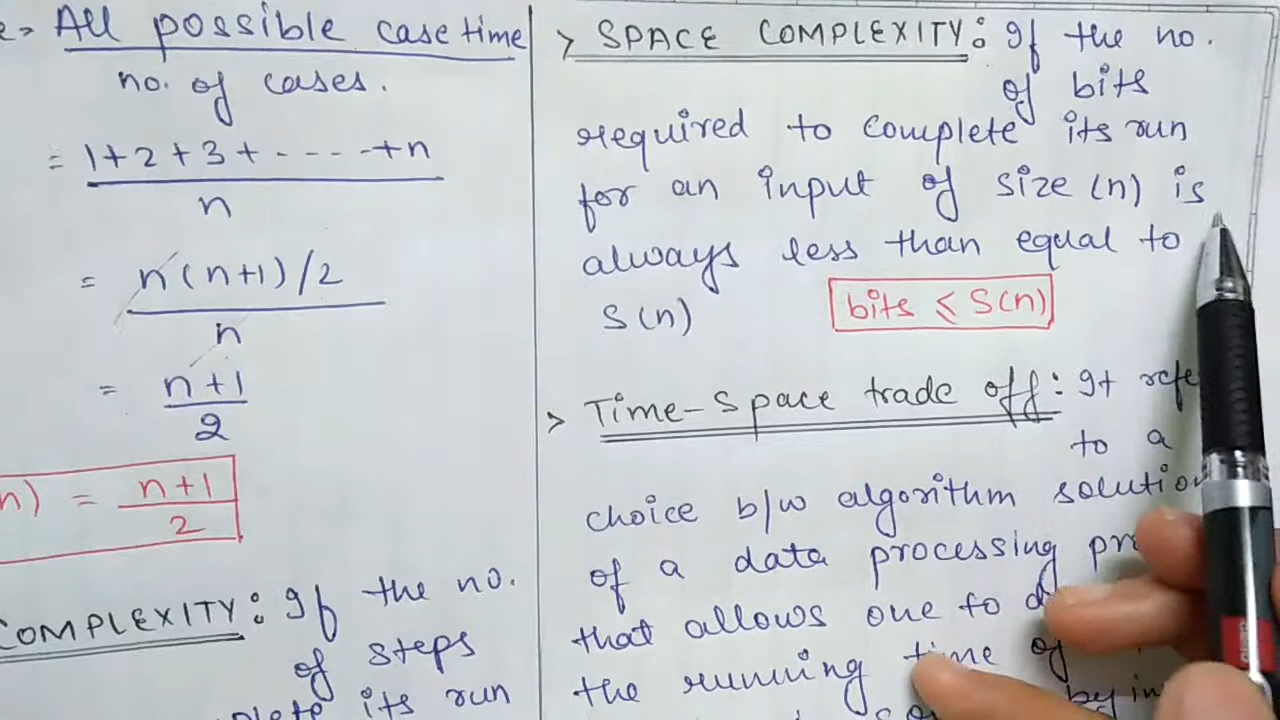 All possible case time
no. of cases.
= 1+2+3+----+n
n
= n(n+1)/2
n
= n+1
2
n) = n+1
2
COMPLEXITY: If the no.
of steps
its run
> SPACE COMPLEXITY: If the no.
of bits
required to complete its run
for an input of size (n) is
always less than equal to
S(n) bits ≤ S(n)
> Time-Space trade off: It
to a
choice b/w algorithm
of a data processing
that allows one to
the running time of
by